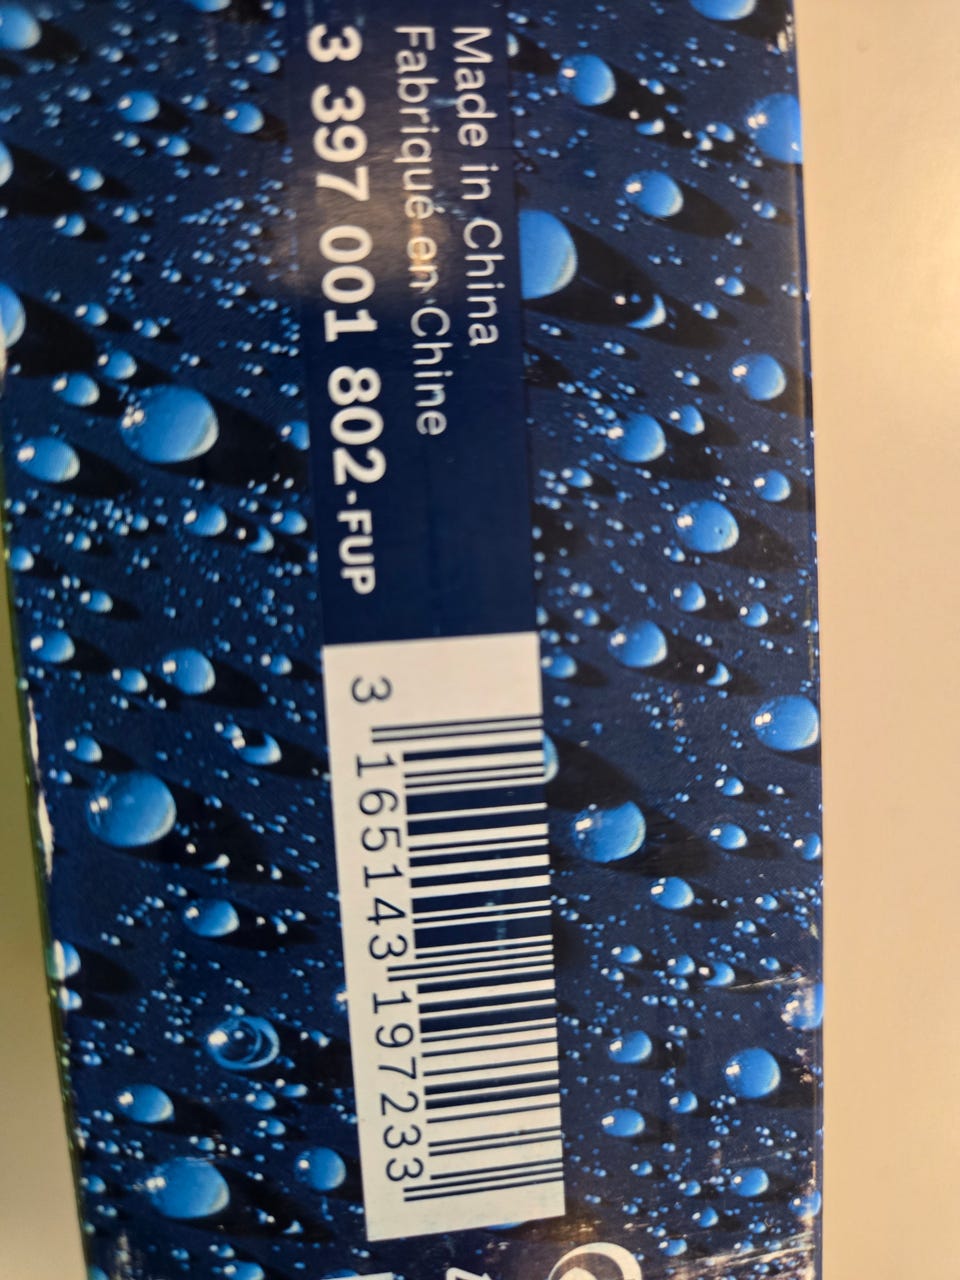 Made in China
Fabriqué en Chine
3 397 001 802-FUP
3 165143 197233